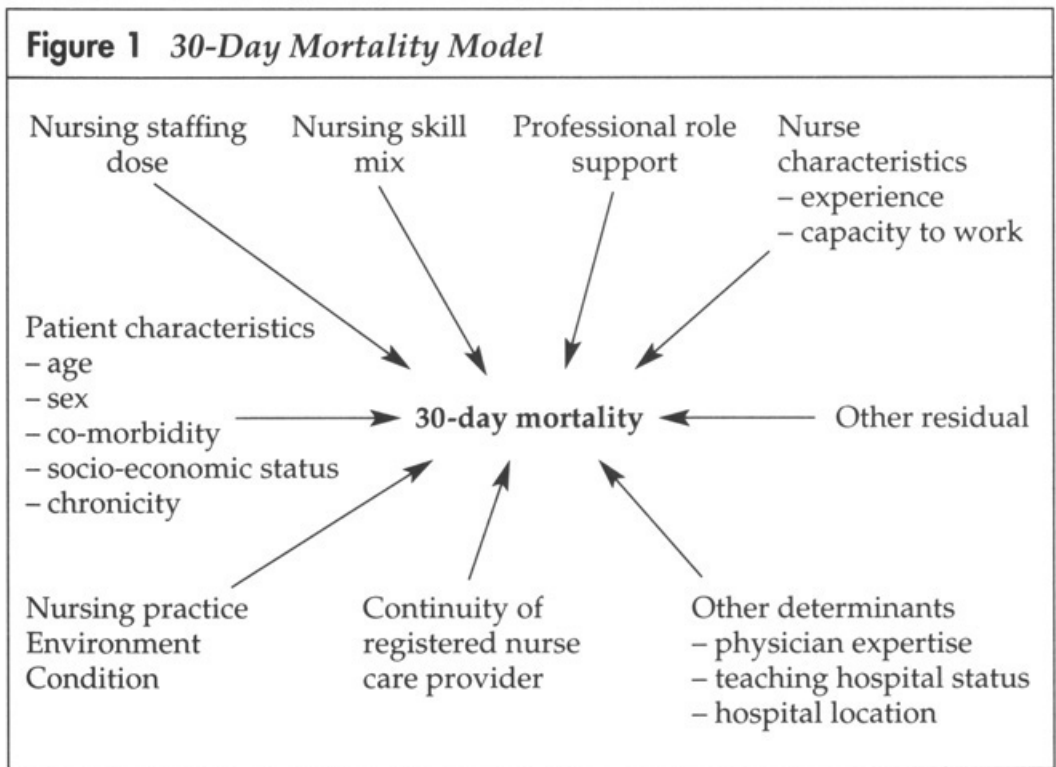 Figure 1 30-Day Mortality Model
Nursing staffing
dose
Nursing skill
mix
Professional role
support
Nurse
characteristics
– experience
– capacity to work
Patient characteristics
– age
– sex
– co-morbidity
– socio-economic status
– chronicity
30-day mortality
Other residual
Nursing practice
Environment
Condition
Continuity of
registered nurse
care provider
Other determinants
– physician expertise
– teaching hospital status
– hospital location